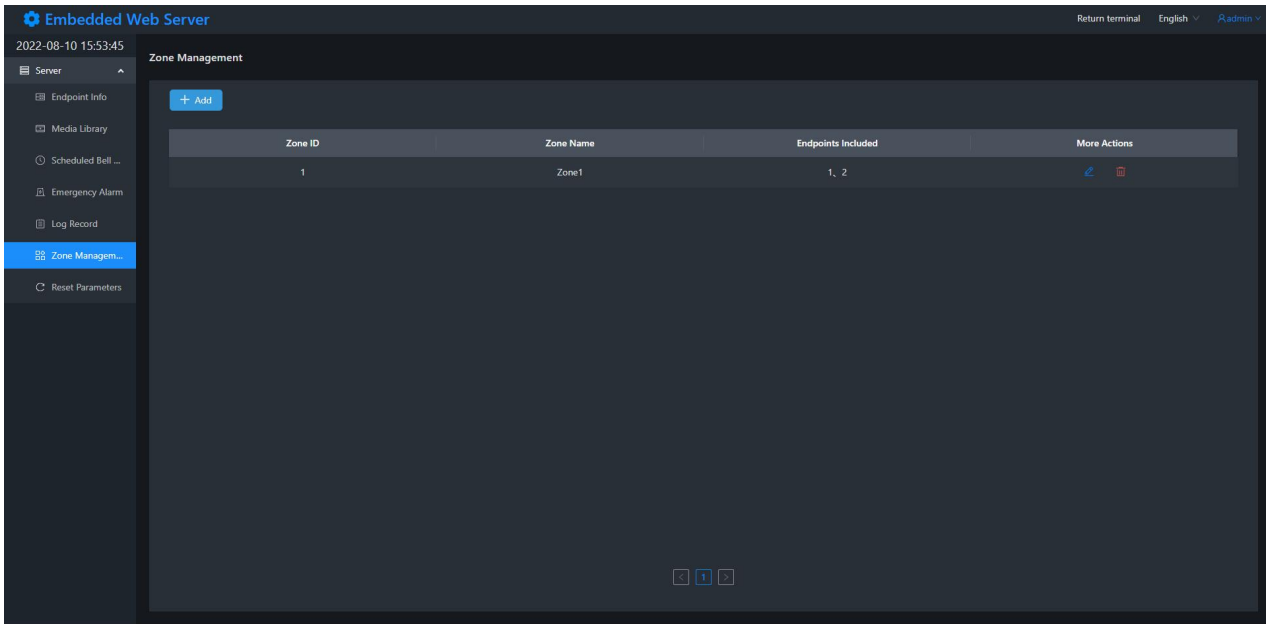 Embedded Web Server
Return terminal English admin
2022-08-10 15:53:45
Server
Endpoint Info
Media Library
Scheduled Bell ...
Emergency Alarm
Log Record
Zone Managem...
Reset Parameters
Zone Management
+ Add
Zone ID Zone Name Endpoints Included More Actions
1 Zone1 1、2
< 1 >